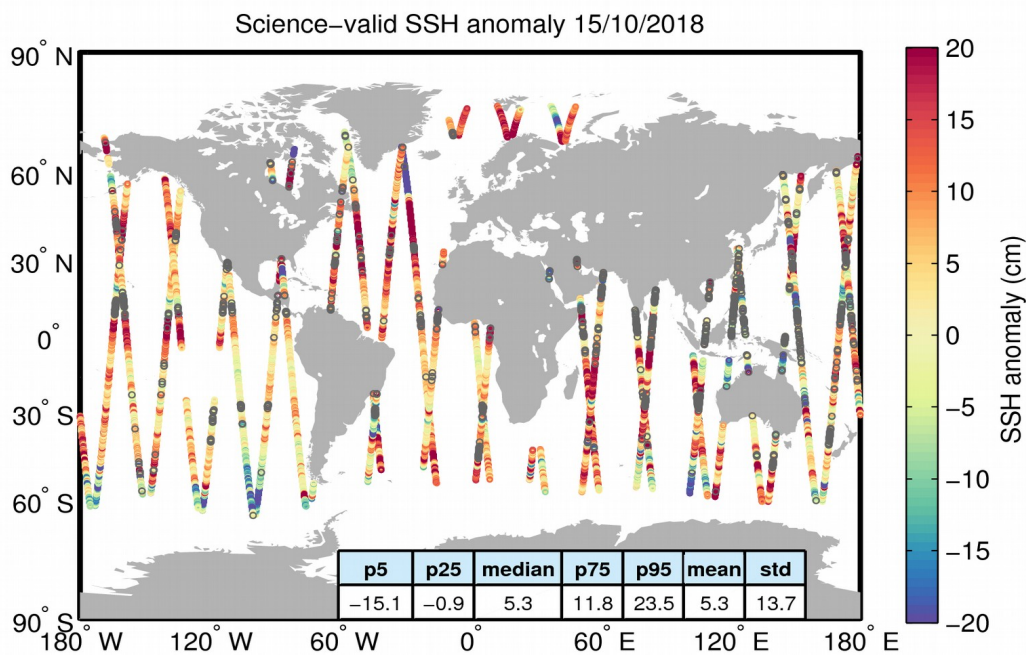 Science−valid SSH anomaly 15/10/2018
90° N
60° N
30° N
0°
30° S
60° S
90° S
180° W
120° W
60° W
0°
60° E
120° E
180° E
p5 p25 median p75 p95 mean std
−15.1 −0.9 5.3 11.8 23.5 5.3 13.7
20
15
10
5
0
−5
−10
−15
−20
SSH anomaly (cm)